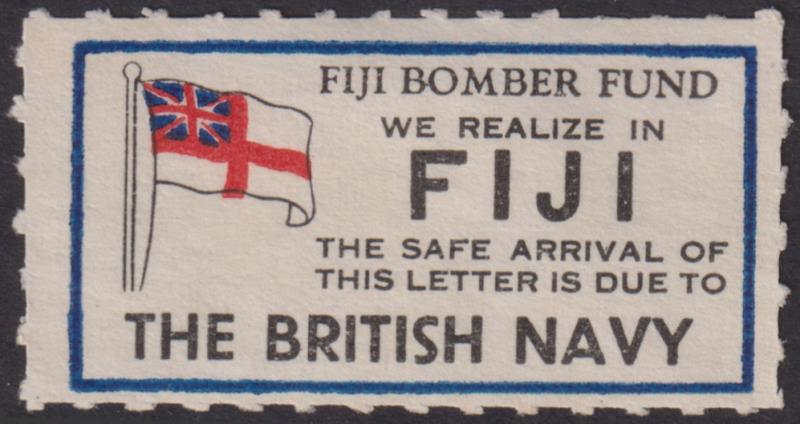 FIJI BOMBER FUND
WE REALIZE IN
FIJI
THE SAFE ARRIVAL OF
THIS LETTER IS DUE TO
THE BRITISH NAVY